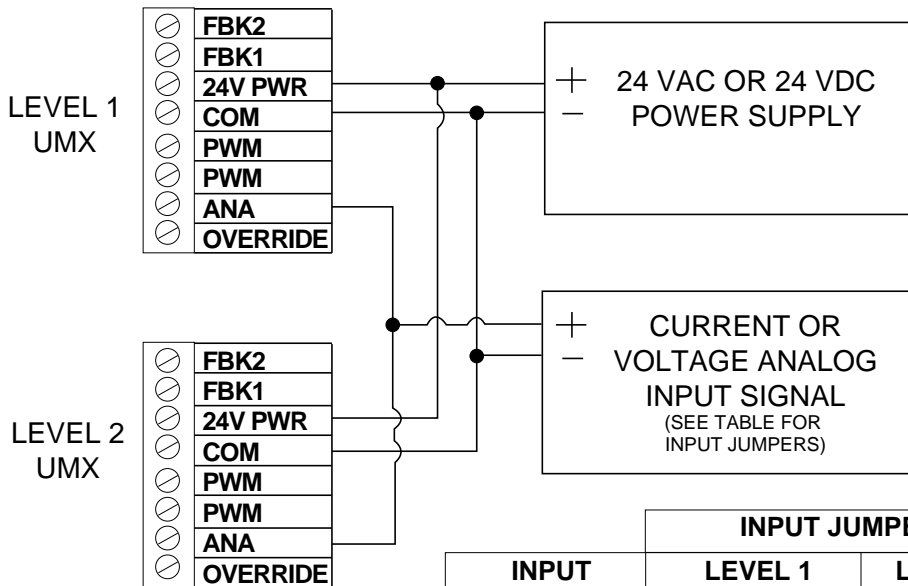 LEVEL 1
UMX
FBK2
FBK1
24V PWR
COM
PWM
PWM
ANA
OVERRIDE
+
−
24 VAC OR 24 VDC
POWER SUPPLY
LEVEL 2
UMX
FBK2
FBK1
24V PWR
COM
PWM
PWM
ANA
OVERRIDE
+
−
CURRENT OR
VOLTAGE ANALOG
INPUT SIGNAL
(SEE TABLE FOR
INPUT JUMPERS)
INPUT
INPUT LEVEL 1